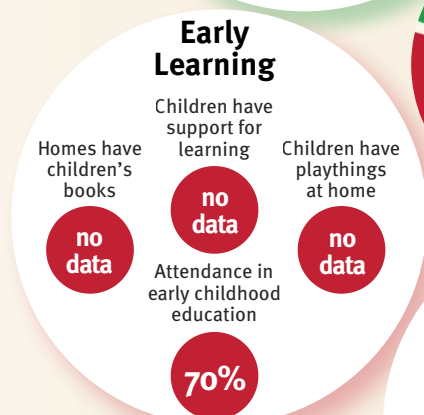 Early
Learning
Children have
support for
learning
no
data
Homes have
children’s
books
no
data
Children have
playthings
at home
no
data
Attendance in
early childhood
education
70%